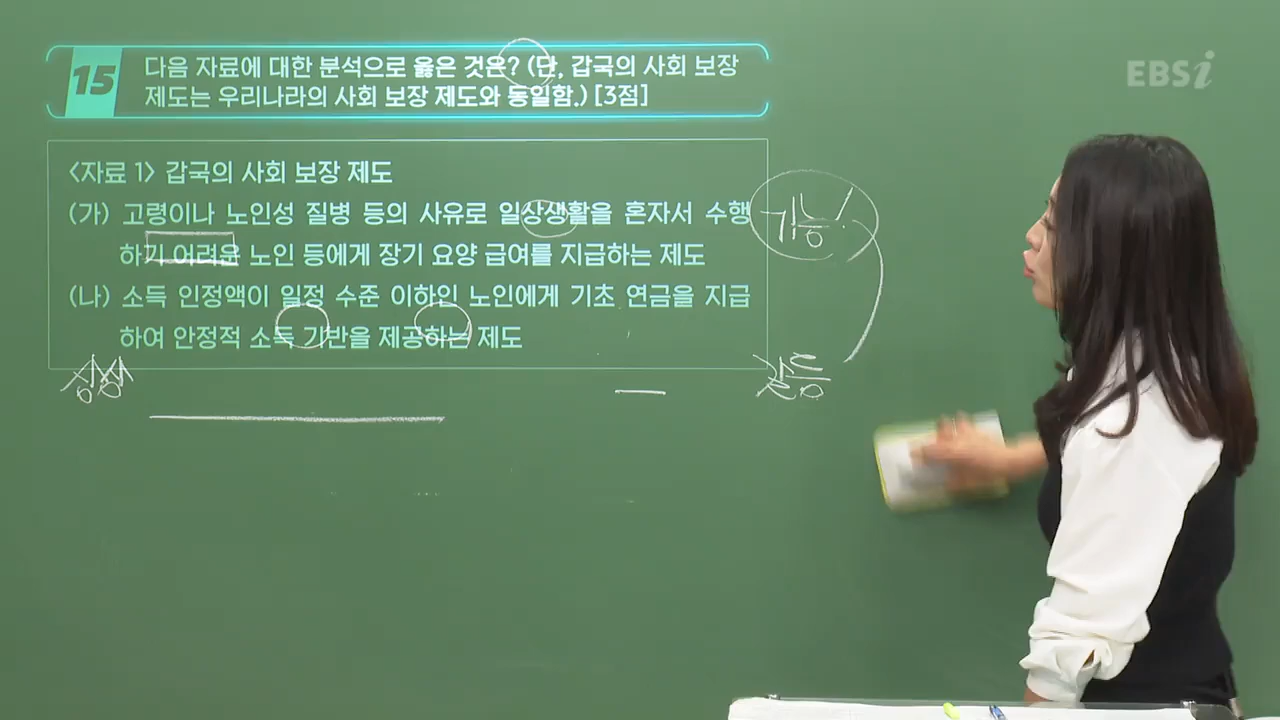 15
다음 자료에 대한 분석으로 옳은 것은? (단, 갑국의 사회 보장
제도는 우리나라의 사회 보장 제도와 동일함.) [3점]
EBSi
<자료 1> 갑국의 사회 보장 제도
(가) 고령이나 노인성 질병 등의 사유로 일상생활을 혼자서 수행
하기 어려운 노인 등에게 장기 요양 급여를 지급하는 제도
기능!
(나) 소득 인정액이 일정 수준 이하인 노인에게 기초 연금을 지급
하여 안정적 소득 기반을 제공하는 제도
상생
갈등